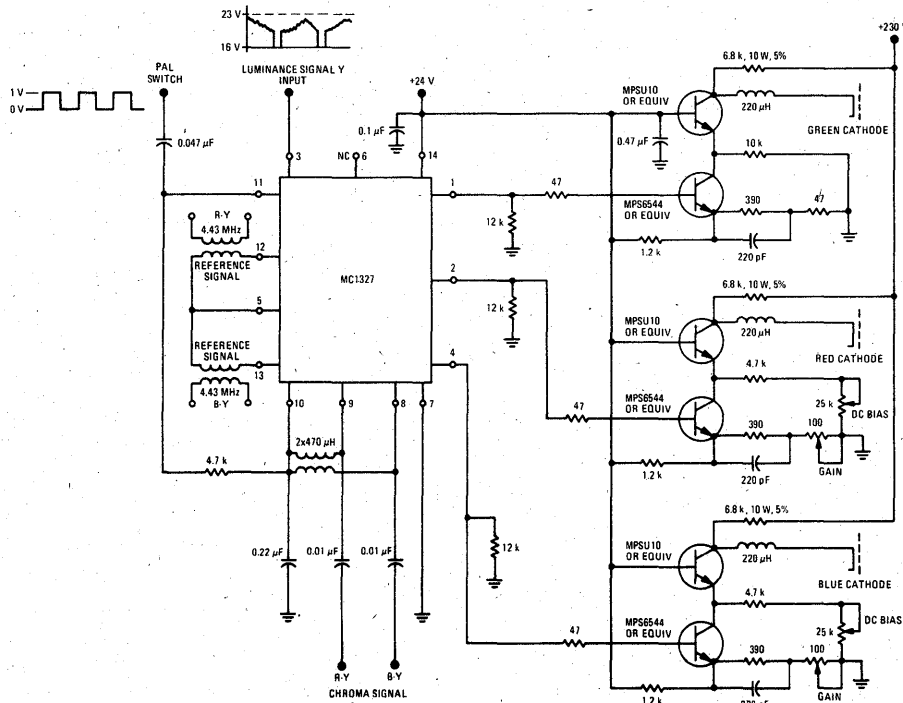 23 V
16 V
1 V
0 V
PAL
SWITCH
LUMINANCE SIGNAL Y
INPUT
+24 V
+230
6.8 k, 10 W, 5%
MPSU10
OR EQUIV
220 µH
GREEN CATHODE
0.1 µF
0.47 µF
0.047 µF
10 k
3
NC
6
14
11
1
47
MPS6544
OR EQUIV
390
47
12 k
1.2 k
220 pF
R-Y
4.43 MHz
12
REFERENCE
SIGNAL
5
MC1327
2
12 k
6.8 k, 10 W, 5%
MPSU10
OR EQUIV
220 µH
RED CATHODE
REFERENCE
SIGNAL
13
4.43 MHz
B-Y
4
4.7 k
25 k
DC BIAS
10
9
8
7
47
MPS6544
OR EQUIV
390
100
GAIN
1.2 k
220 pF
2x470 µH
4.7 k
12 k
6.8 k, 10 W, 5%
MPSU10
OR EQUIV
220 µH
BLUE CATHODE
0.22 µF
0.01 µF
0.01 µF
4.7 k
25 k
DC BIAS
47
MPS6544
OR EQUIV
390
100
GAIN
1.2 k
R-Y
B-Y
CHROMA SIGNAL